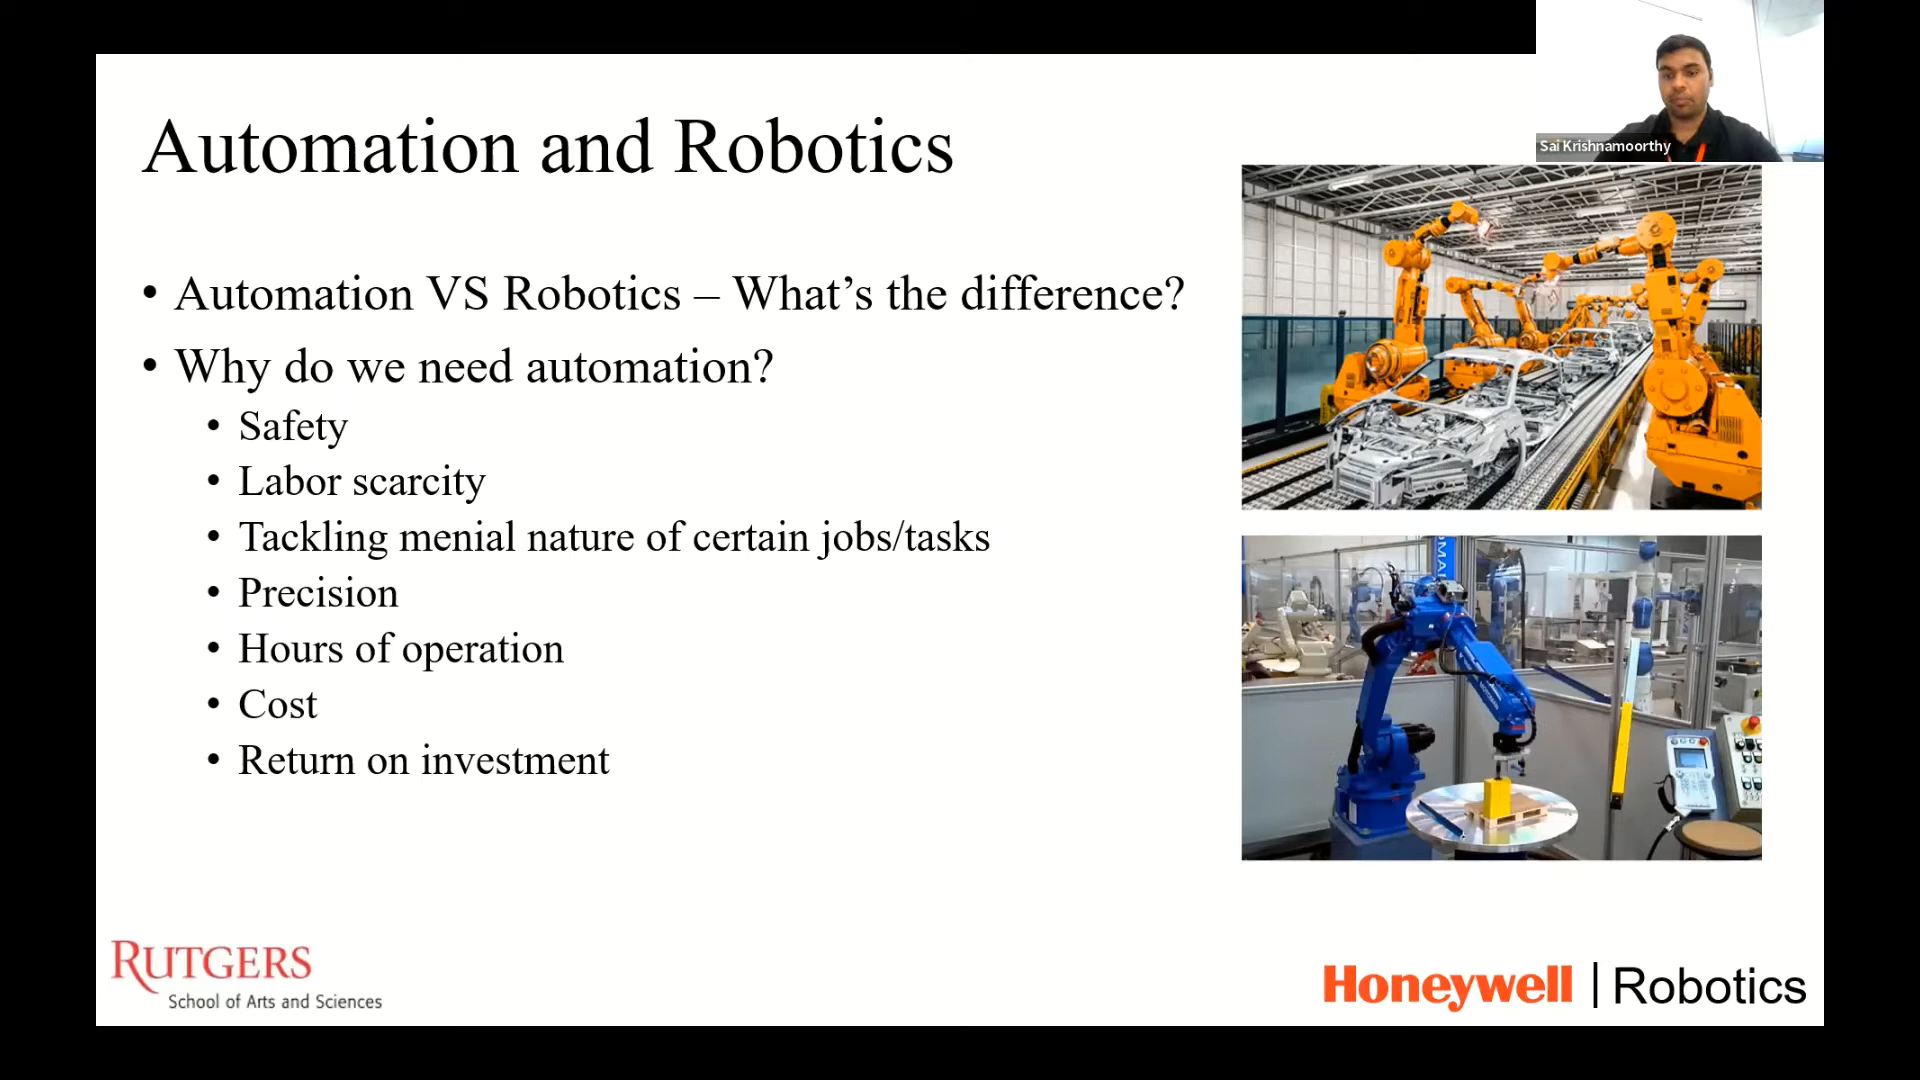 Sai Krishnamoorthy
Automation and Robotics
• Automation VS Robotics – What’s the difference?
• Why do we need automation?
• Safety
• Labor scarcity
• Tackling menial nature of certain jobs/tasks
• Precision
• Hours of operation
• Cost
• Return on investment
RUTGERS
School of Arts and Sciences
Honeywell | Robotics